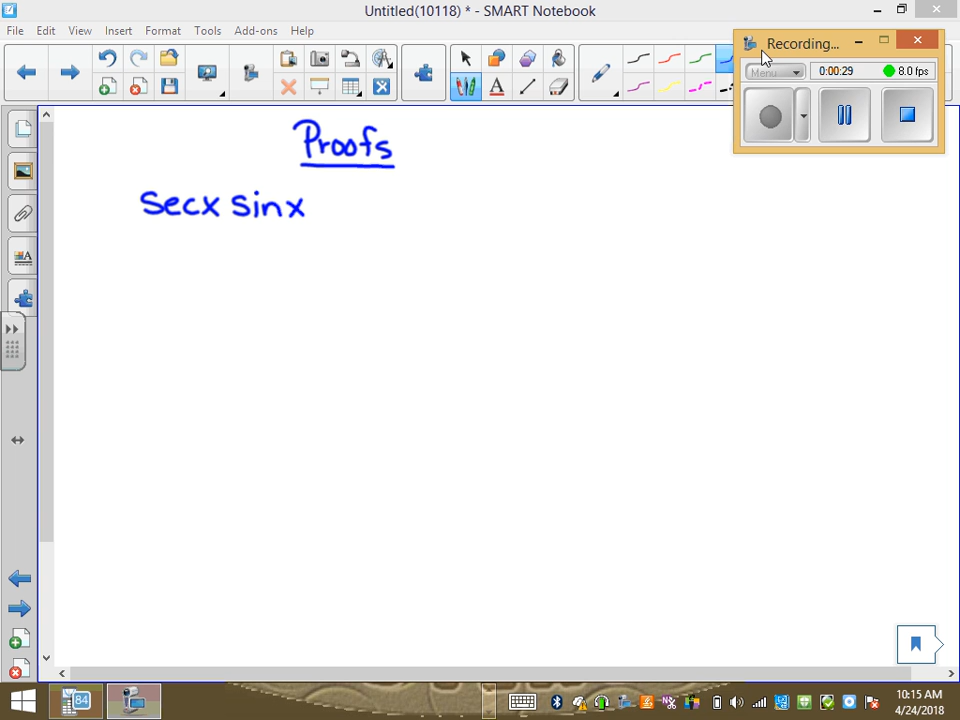 Untitled(10118) * - SMART Notebook
File Edit View Insert Format Tools Add-ons Help
Recording...
Menu 0:00:29 8.0 fps
Proofs
secx sinx
84
10:15 AM
4/24/2018